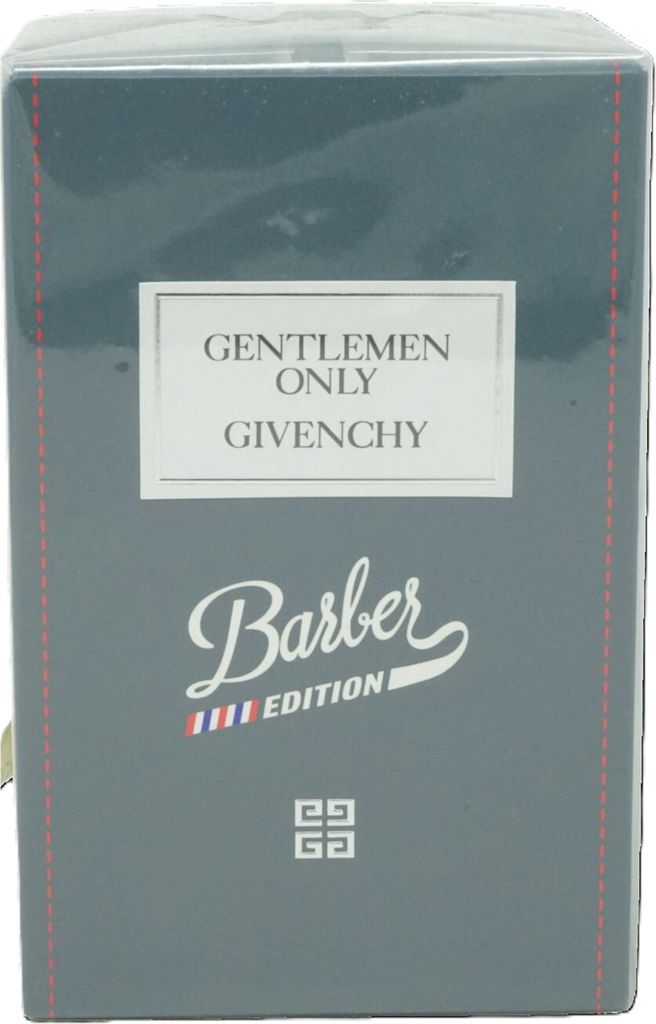 GENTLEMEN
ONLY
GIVENCHY
Barber
EDITION